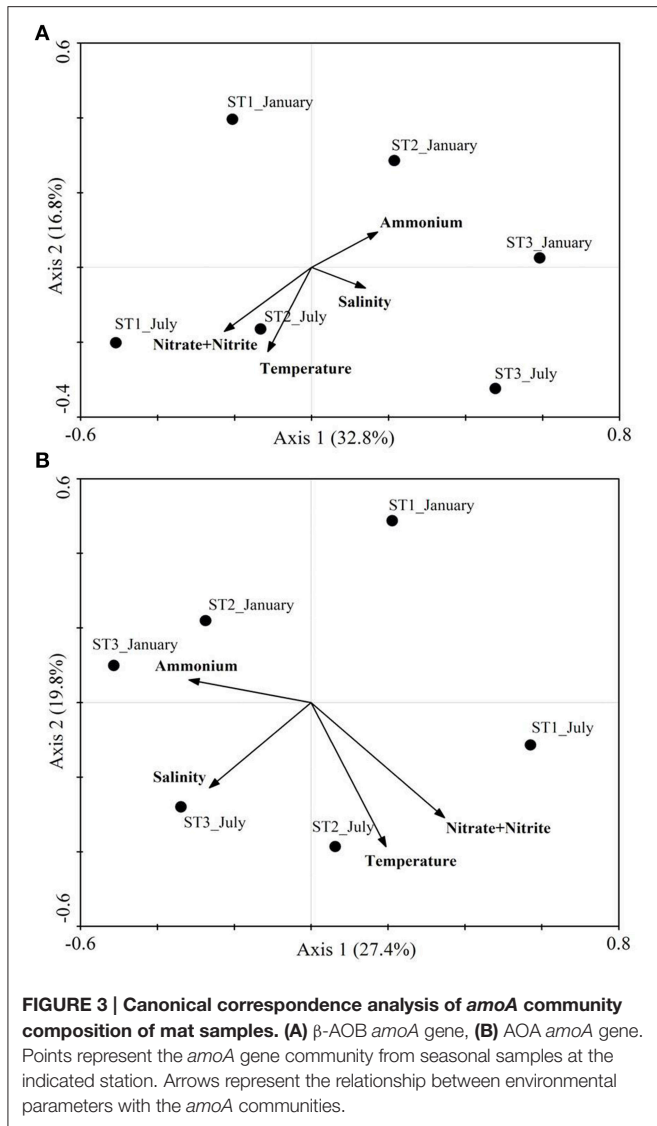 A
0.6
ST1_January
ST2_January
Ammonium
ST3_January
Axis 2 (16.8%)
Salinity
ST1_July
ST2_July
Nitrate+Nitrite
Temperature
ST3_July
-0.4
-0.6
Axis 1 (32.8%)
0.8
B
0.6
ST1_January
ST2_January
ST3_January
Ammonium
Axis 2 (19.8%)
ST1_July
Salinity
ST3_July
ST2_July
Nitrate+Nitrite
Temperature
-0.6
-0.6
Axis 1 (27.4%)
0.8
FIGURE 3 | Canonical correspondence analysis of amoA community
composition of mat samples. (A) β-AOB amoA gene, (B) AOA amoA gene.
Points represent the amoA gene community from seasonal samples at the
indicated station. Arrows represent the relationship between environmental
parameters with the amoA communities.